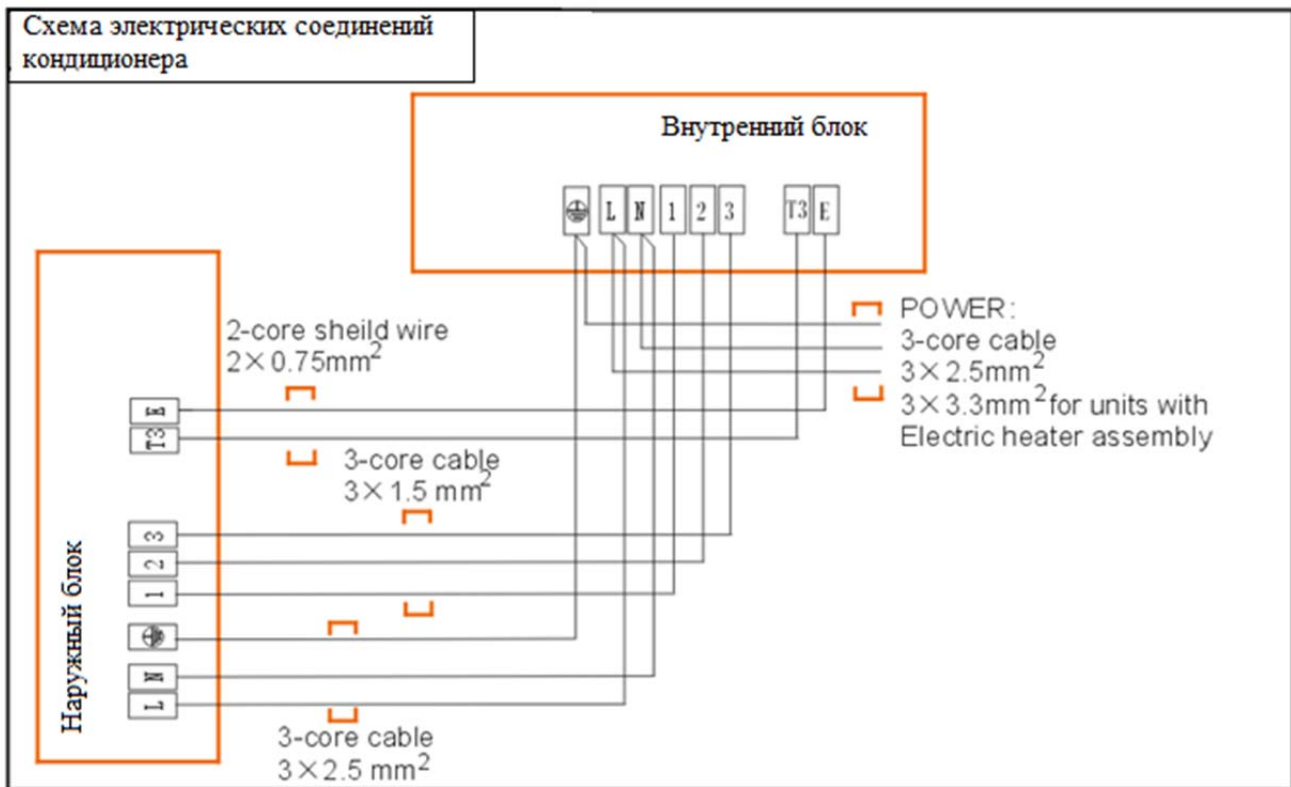 Схема электрических соединений
кондиционера
Внутренний блок
L N 1 2 3 T3 E
POWER:
3-core cable
3×2.5mm²
3×3.3mm² for units with
Electric heater assembly
2-core sheild wire
2×0.75mm²
E
T3
3-core cable
3×1.5 mm²
3
2
1
N
L
Наружный блок
3-core cable
3×2.5 mm²